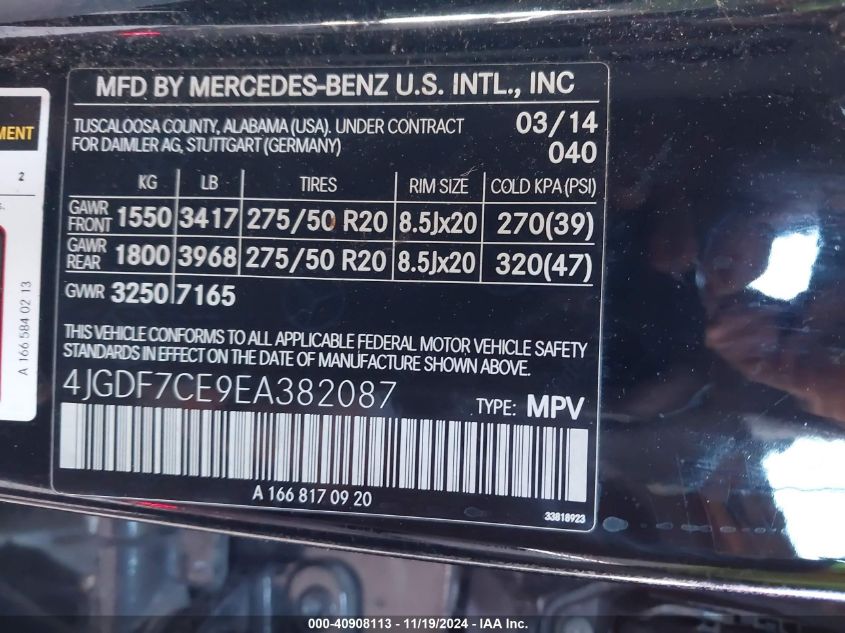 MFD BY MERCEDES-BENZ U.S. INTL., INC
TUSCALOOSA COUNTY, ALABAMA (USA). UNDER CONTRACT
FOR DAIMLER AG, STUTTGART (GERMANY)
03/14
040
KG LB TIRES RIM SIZE COLD KPA (PSI)
GAWR FRONT 1550 3417 275/50 R20 8.5Jx20 270(39)
GAWR REAR 1800 3968 275/50 R20 8.5Jx20 320(47)
GWR 3250 7165
THIS VEHICLE CONFORMS TO ALL APPLICABLE FEDERAL MOTOR VEHICLE SAFETY
STANDARDS IN EFFECT ON THE DATE OF MANUFACTURE SHOWN ABOVE.
4JGDF7CE9EA382087
TYPE: MPV
A 166 817 09 20
33818923
MENT
2
A 166 584 02 13
000-40908113 - 11/19/2024 - IAA Inc.